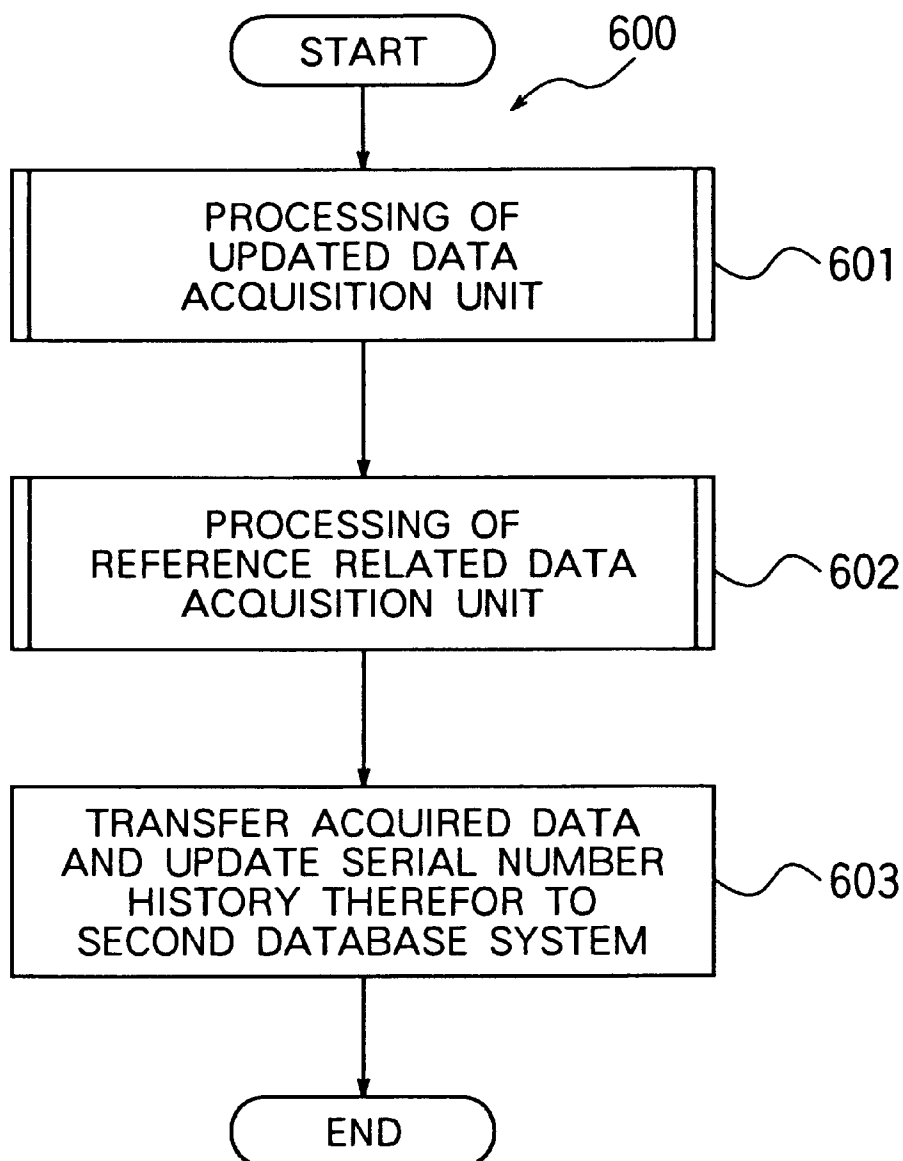 START
600
PROCESSING OF
UPDATED DATA
ACQUISITION UNIT
601
PROCESSING OF
REFERENCE RELATED DATA
ACQUISITION UNIT
602
TRANSFER ACQUIRED DATA
AND UPDATE SERIAL NUMBER
HISTORY THEREFOR TO
SECOND DATABASE SYSTEM
603
END